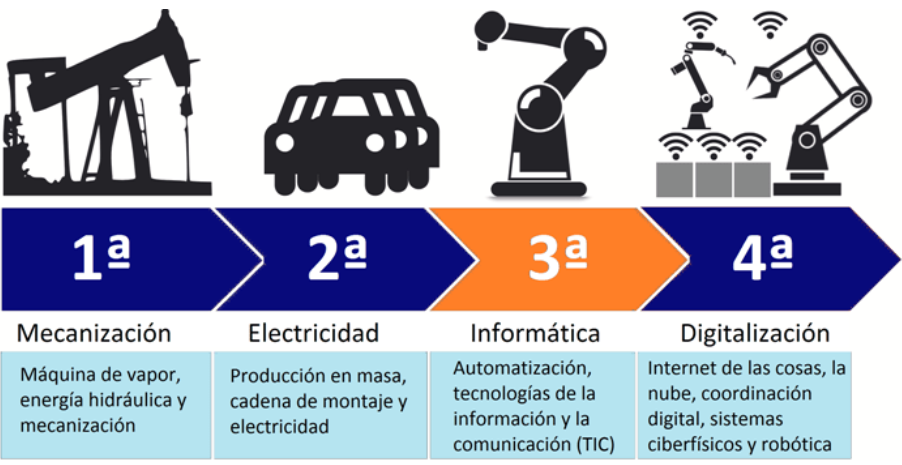 1ª
2ª
3ª
4ª
Mecanización
Electricidad
Informática
Digitalización
Máquina de vapor,
energía hidráulica y
mecanización
Producción en masa,
cadena de montaje y
electricidad
Automatización,
tecnologías de la
información y la
comunicación (TIC)
Internet de las cosas, la
nube, coordinación
digital, sistemas
ciberfísicos y robótica